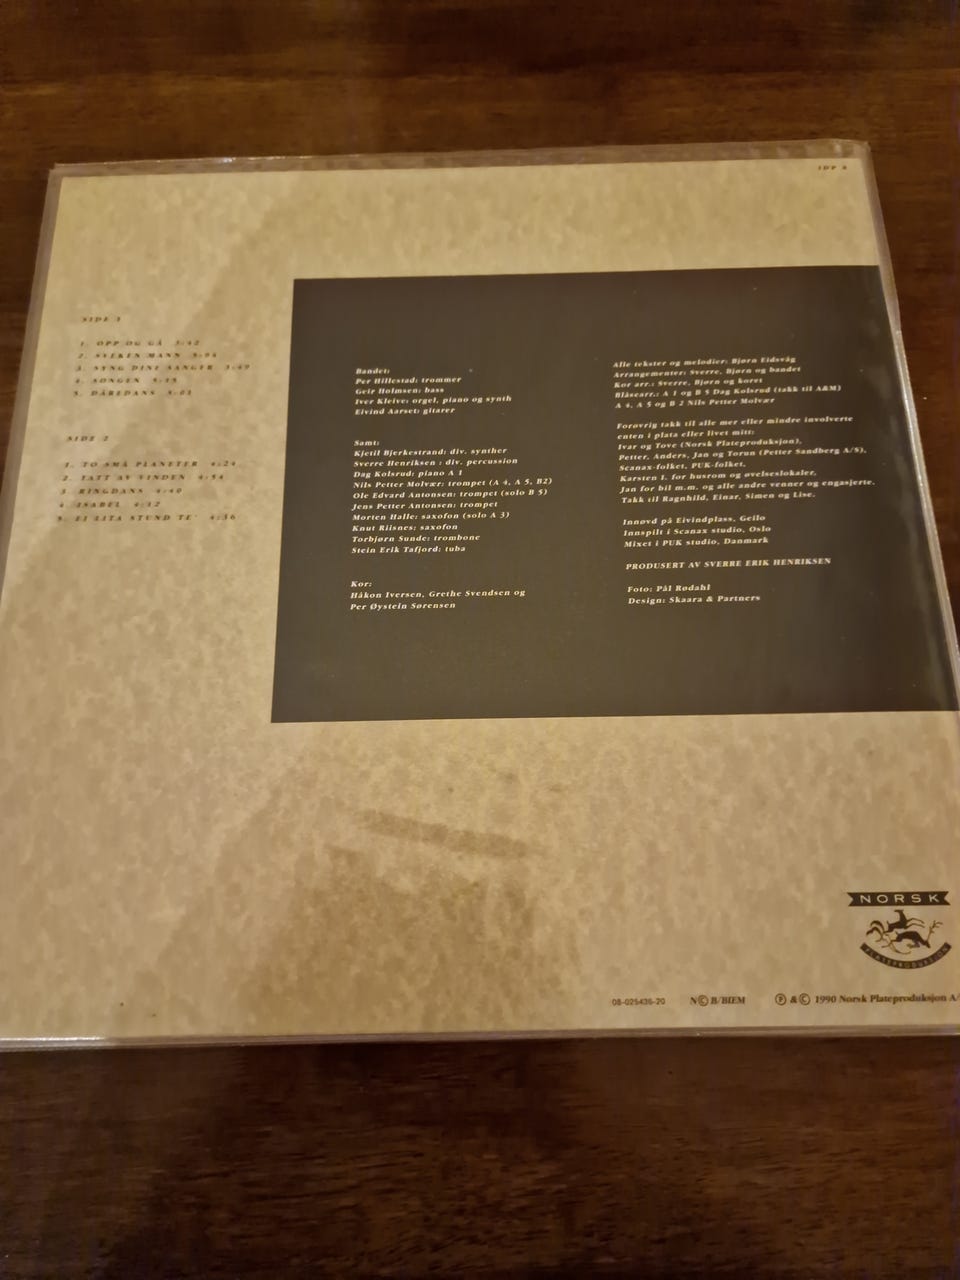 IDP 8
SIDE 1
1. OPP OG GÅ 3:42
2. SVEKEN MANN 5:04
3. SYNG DINE SANGER 3:49
4. SONGEN 5:15
5. DÅREDANS 5:03
SIDE 2
1. TO SMÅ PLANETER 4:24
2. TATT AV VINDEN 4:54
3. RINGDANS 4:40
4. ISABEL 4:12
5. EI LITA STUND TE' 4:36
Bandet:
Per Hillestad: trommer
Geir Holmsen: bass
Iver Kleive: orgel, piano og synth
Eivind Aarset: gitarer
Samt:
Kjetil Bjerkestrand: div. synther
Sverre Henriksen : div. percussion
Dag Kolsrud: piano A 1
Nils Petter Molvær: trompet (A 4, A 5, B2)
Ole Edvard Antonsen: trompet (solo B 5)
Jens Petter Antonsen: trompet
Morten Halle: saxofon (solo A 3)
Knut Riisnes: saxofon
Torbjørn Sunde: trombone
Stein Erik Tafjord: tuba
Kor:
Håkon Iversen, Grethe Svendsen og
Per Øystein Sørensen
Alle tekster og melodier: Bjørn Eidsvåg
Arrangementer: Sverre, Bjørn og bandet
Kor arr.: Sverre, Bjørn og koret
Blåsearr.: A 1 og B 5 Dag Kolsrud (takk til A&M)
A 4, A 5 og B 2 Nils Petter Molvær
Forøvrig takk til alle mer eller mindre involverte
enten i plata eller livet mitt:
Ivar og Tove (Norsk Plateproduksjon),
Petter, Anders, Jan og Torun (Petter Sandberg A/S),
Scanax-folket, PUK-folket,
Karsten I. for husrom og øvelseslokaler,
Jan for bil m.m. og alle andre venner og engasjerte.
Takk til Ragnhild, Einar, Simen og Lise.
Innøvd på Eivindplass, Geilo
Innspilt i Scanax studio, Oslo
Mixet i PUK studio, Danmark
PRODUSERT AV SVERRE ERIK HENRIKSEN
Foto: Pål Rødahl
Design: Skaara & Partners
NORSK
PLATEPRODUKSJON
08-025436-20 N©B/BIEM ℗ & © 1990 Norsk Plateproduksjon A/